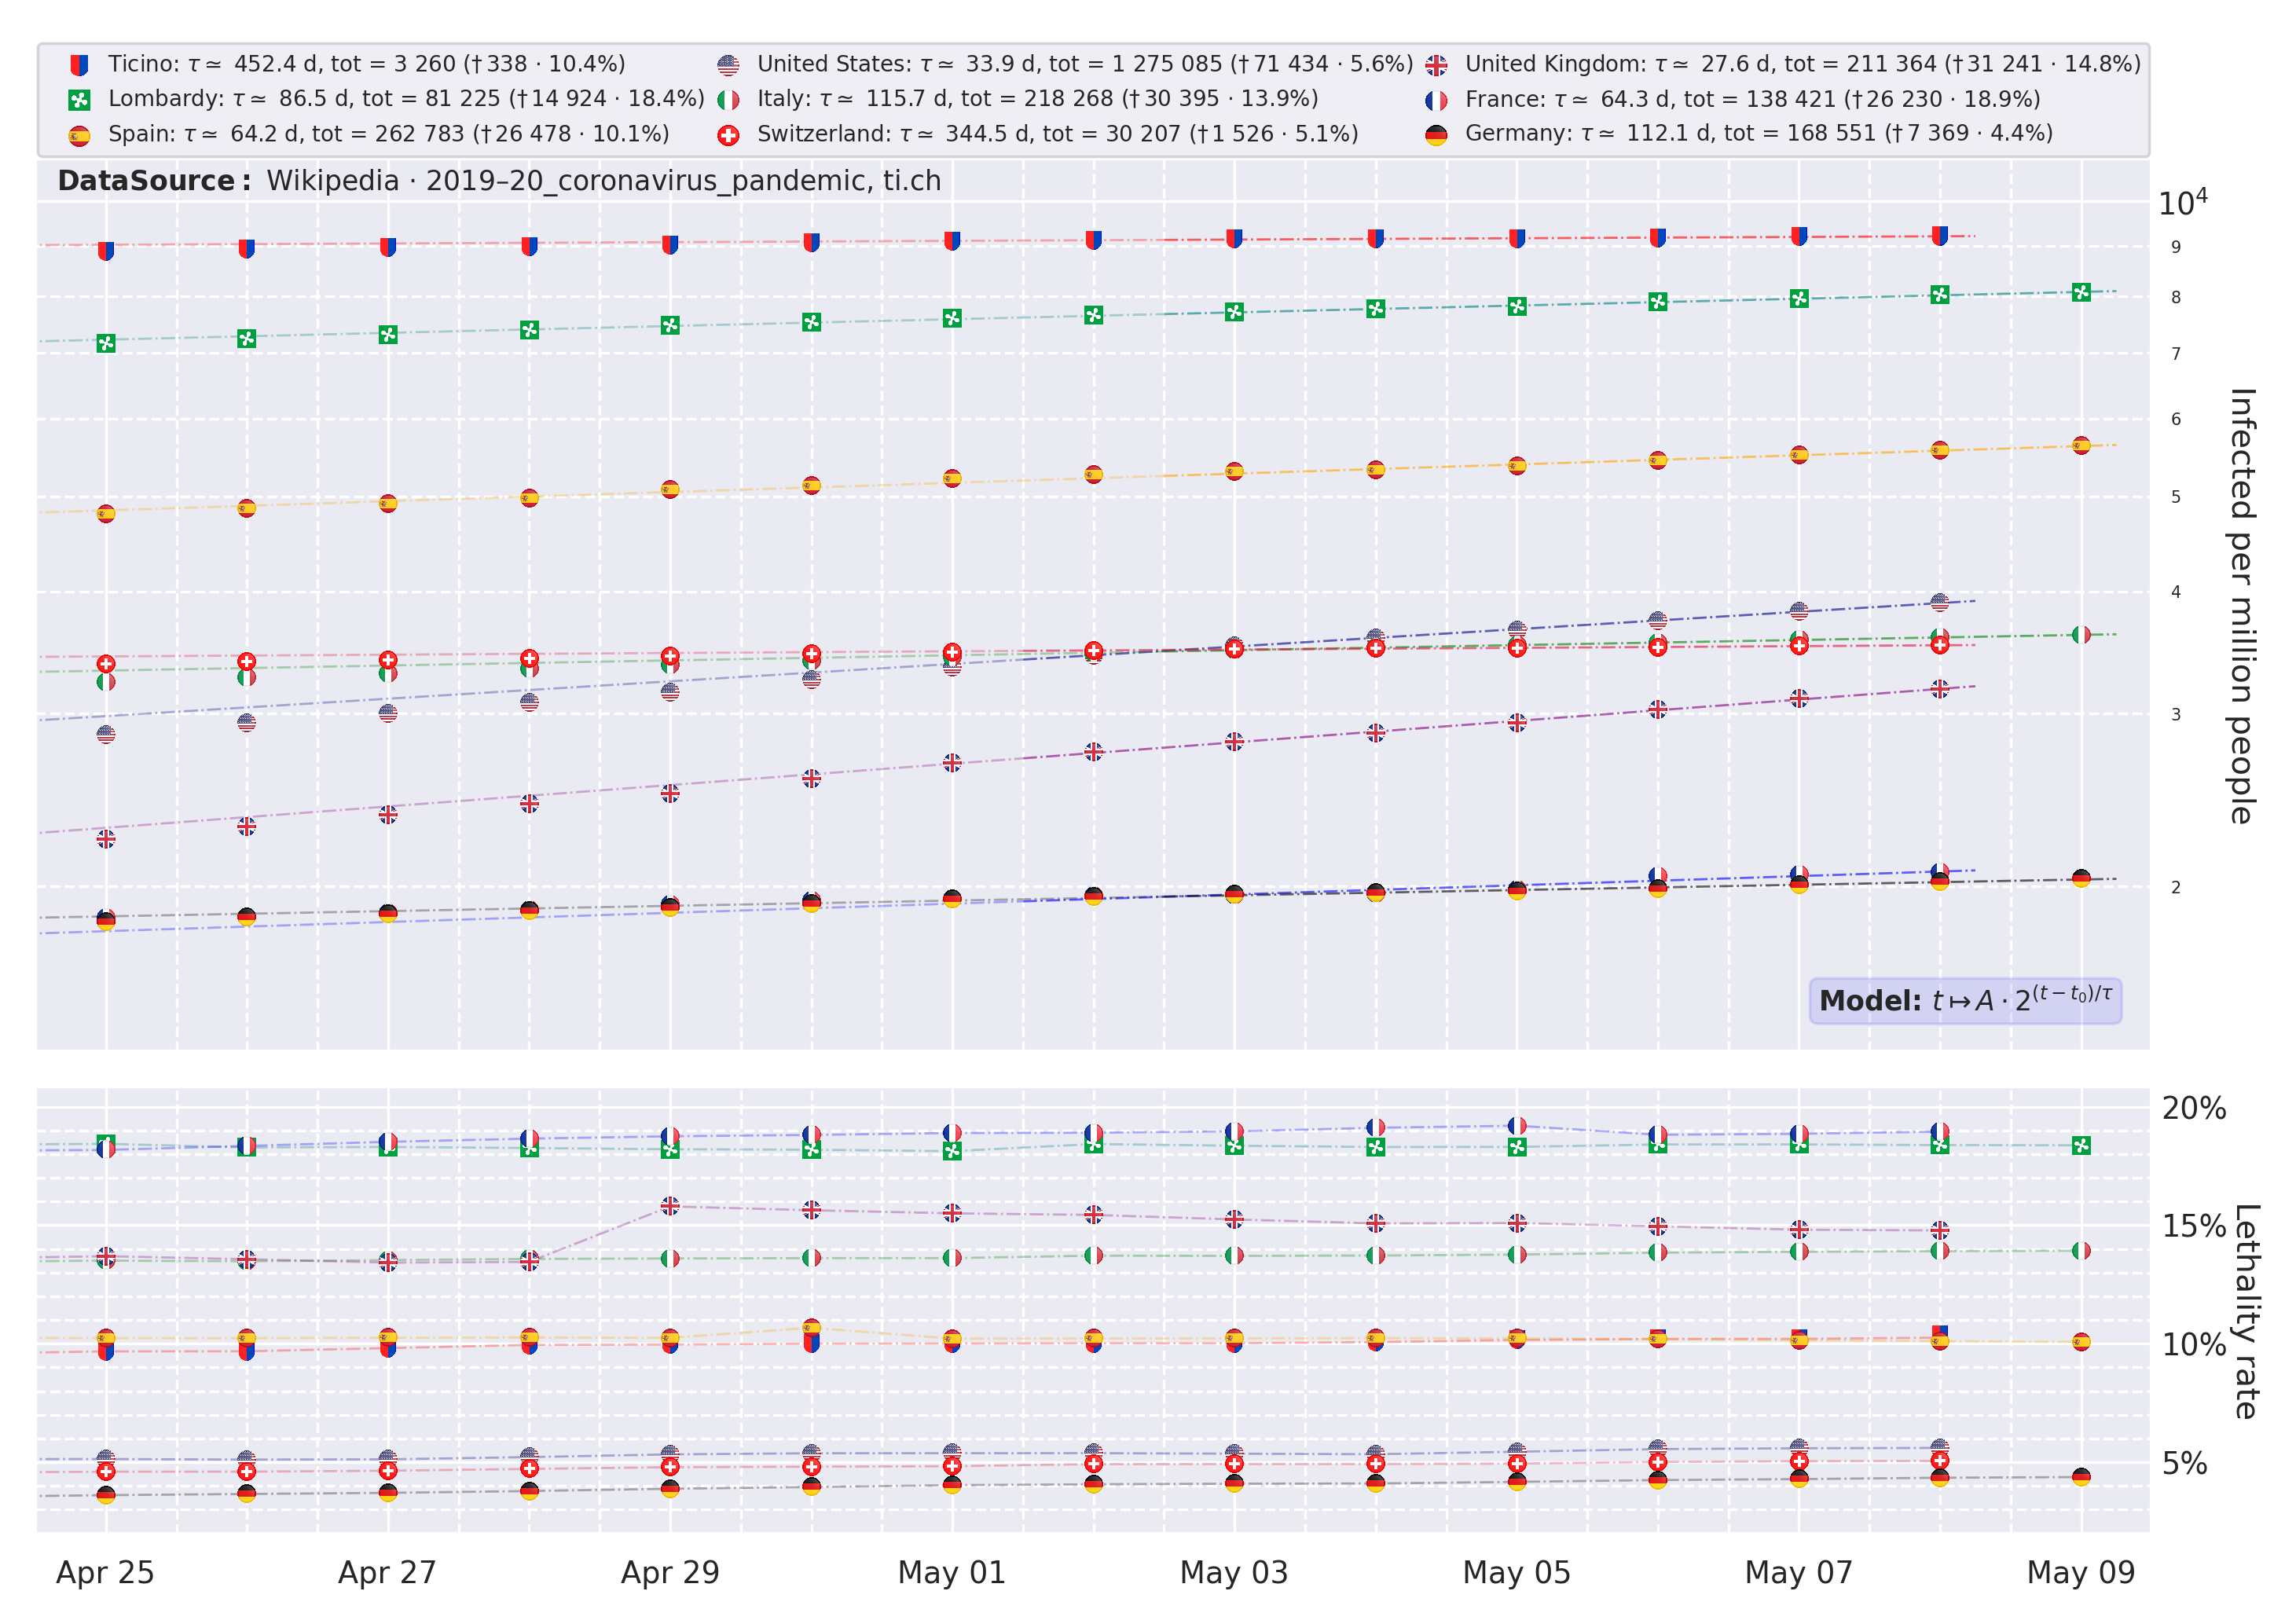 Ticino: τ ≃ 452.4 d, tot = 3 260 (†338 · 10.4%)
Lombardy: τ ≃ 86.5 d, tot = 81 225 (†14 924 · 18.4%)
Spain: τ ≃ 64.2 d, tot = 262 783 (†26 478 · 10.1%)
United States: τ ≃ 33.9 d, tot = 1 275 085 (†71 434 · 5.6%)
Italy: τ ≃ 115.7 d, tot = 218 268 (†30 395 · 13.9%)
Switzerland: τ ≃ 344.5 d, tot = 30 207 (†1 526 · 5.1%)
United Kingdom: τ ≃ 27.6 d, tot = 211 364 (†31 241 · 14.8%)
France: τ ≃ 64.3 d, tot = 138 421 (†26 230 · 18.9%)
Germany: τ ≃ 112.1 d, tot = 168 551 (†7 369 · 4.4%)
DataSource: Wikipedia · 2019–20_coronavirus_pandemic, ti.ch
10⁴
9
8
7
6
5
4
3
2
Infected per million people
Model: t ↦ A · 2^(t − t₀)/τ
20%
15%
10%
5%
Lethality rate
Apr 25
Apr 27
Apr 29
May 01
May 03
May 05
May 07
May 09